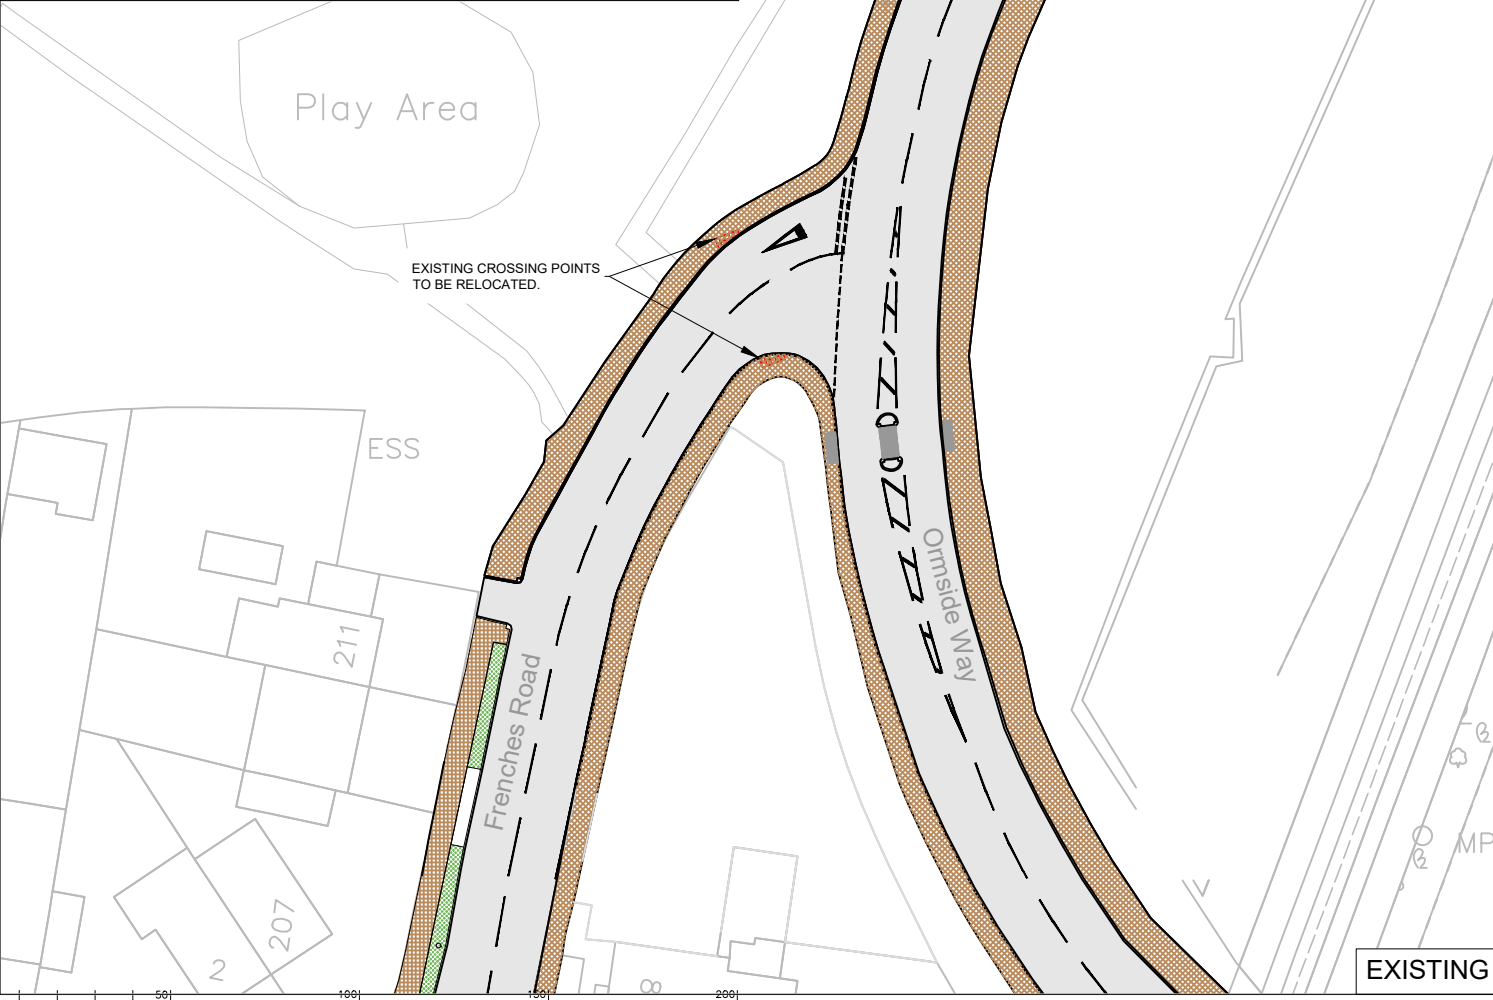 Play Area
EXISTING CROSSING POINTS
TO BE RELOCATED.
ESS
Ormside Way
211
Frenches Road
207
2
8
MP
EXISTING
50
100
150
200